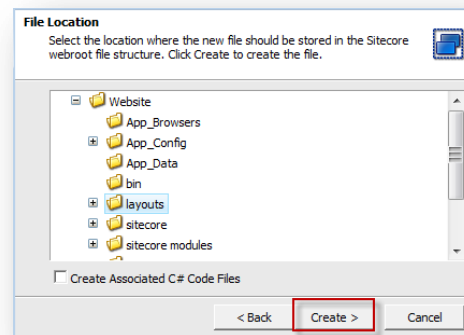 File Location
Select the location where the new file should be stored in the Sitecore
webroot file structure. Click Create to create the file.
Website
App_Browsers
App_Config
App_Data
bin
layouts
sitecore
sitecore modules
Create Associated C# Code Files
< Back
Create >
Cancel